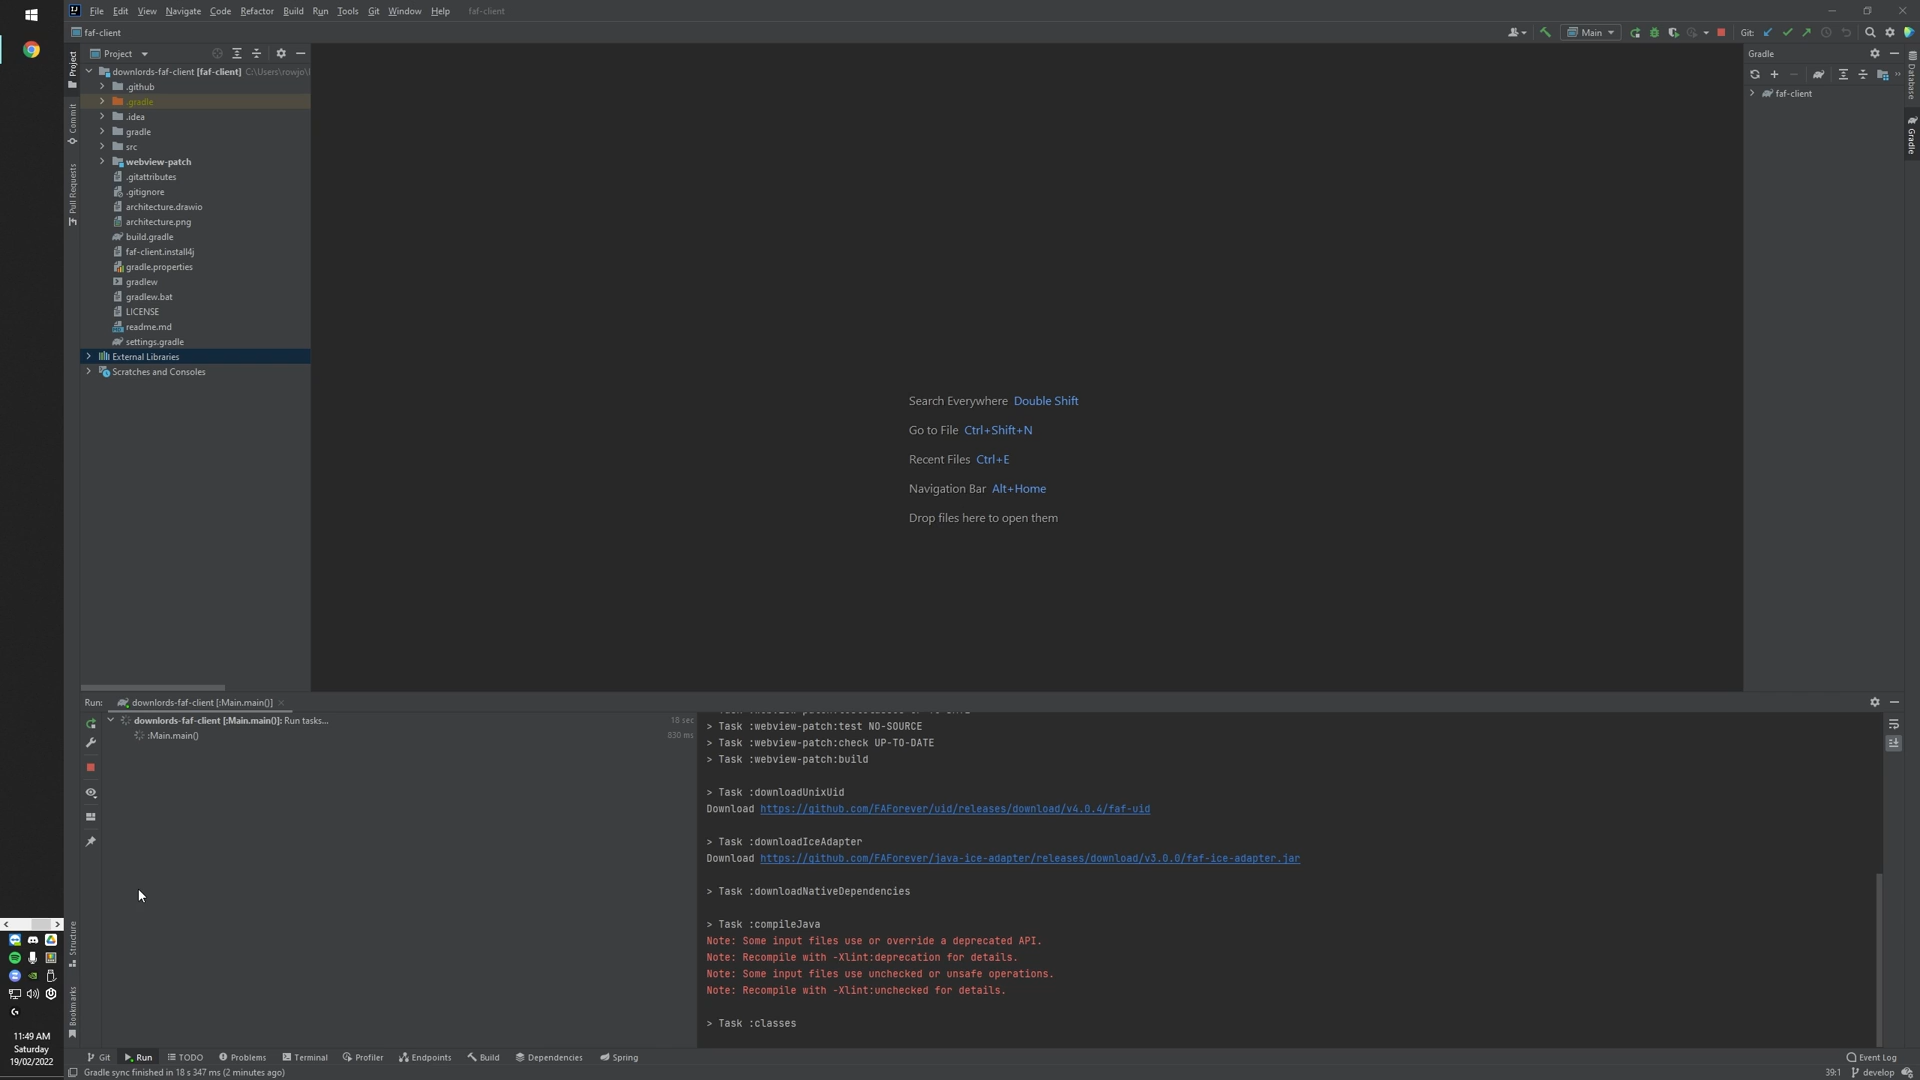 File Edit View Navigate Code Refactor Build Run Tools Git Window Help faf-client
faf-client
Main
Git:
Project
Gradle
downlords-faf-client [faf-client] C:\Users\rowjo\
.github
.gradle
.idea
gradle
src
webview-patch
.gitattributes
.gitignore
architecture.drawio
architecture.png
build.gradle
faf-client.install4j
gradle.properties
gradlew
gradlew.bat
LICENSE
readme.md
settings.gradle
External Libraries
Scratches and Consoles
Project
Commit
Pull Requests
Structure
Bookmarks
Search Everywhere Double Shift
Go to File Ctrl+Shift+N
Recent Files Ctrl+E
Navigation Bar Alt+Home
Drop files here to open them
faf-client
Database
Gradle
Run: downlords-faf-client [:Main.main()]
downlords-faf-client [:Main.main()]: Run tasks... 18 sec
:Main.main() 830 ms
> Task :webview-patch:test NO-SOURCE
> Task :webview-patch:check UP-TO-DATE
> Task :webview-patch:build
> Task :downloadUnixUid
Download https://github.com/FAForever/uid/releases/download/v4.0.4/faf-uid
> Task :downloadIceAdapter
Download https://github.com/FAForever/java-ice-adapter/releases/download/v3.0.0/faf-ice-adapter.jar
> Task :downloadNativeDependencies
> Task :compileJava
Note: Some input files use or override a deprecated API.
Note: Recompile with -Xlint:deprecation for details.
Note: Some input files use unchecked or unsafe operations.
Note: Recompile with -Xlint:unchecked for details.
> Task :classes
Git Run TODO Problems Terminal Profiler Endpoints Build Dependencies Spring Event Log
Gradle sync finished in 18 s 347 ms (2 minutes ago) 39:1 develop
11:49 AM
Saturday
19/02/2022